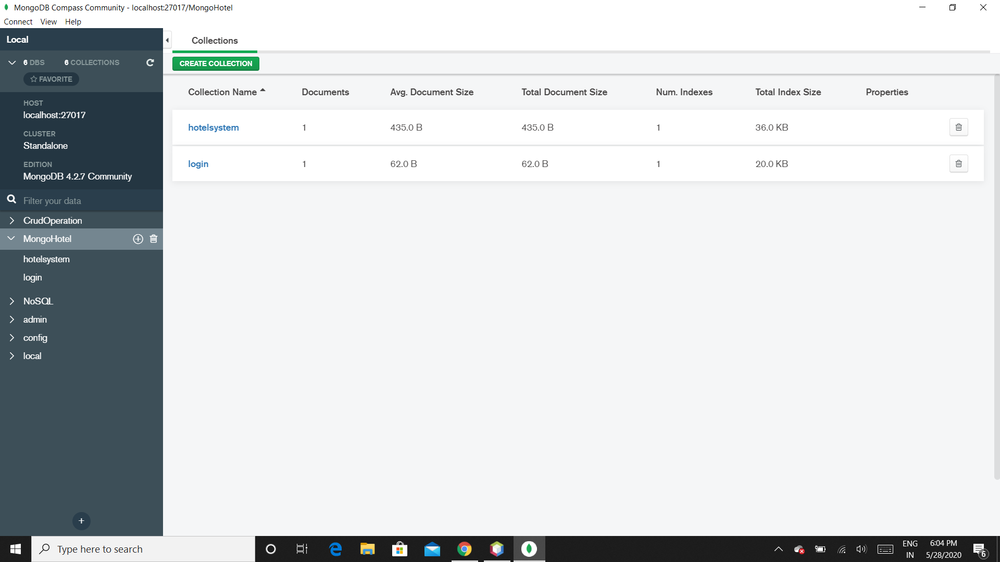 MongoDB Compass Community - localhost:27017/MongoHotel
Connect View Help
Local
6 DBS 6 COLLECTIONS
FAVORITE
HOST
localhost:27017
CLUSTER
Standalone
EDITION
MongoDB 4.2.7 Community
Filter your data
CrudOperation
MongoHotel
hotelsystem
login
NoSQL
admin
config
local
+
Collections
CREATE COLLECTION
Collection Name Documents Avg. Document Size Total Document Size Num. Indexes Total Index Size Properties
hotelsystem 1 435.0 B 435.0 B 1 36.0 KB
login 1 62.0 B 62.0 B 1 20.0 KB
Type here to search
ENG
IN
6:04 PM
5/28/2020
6